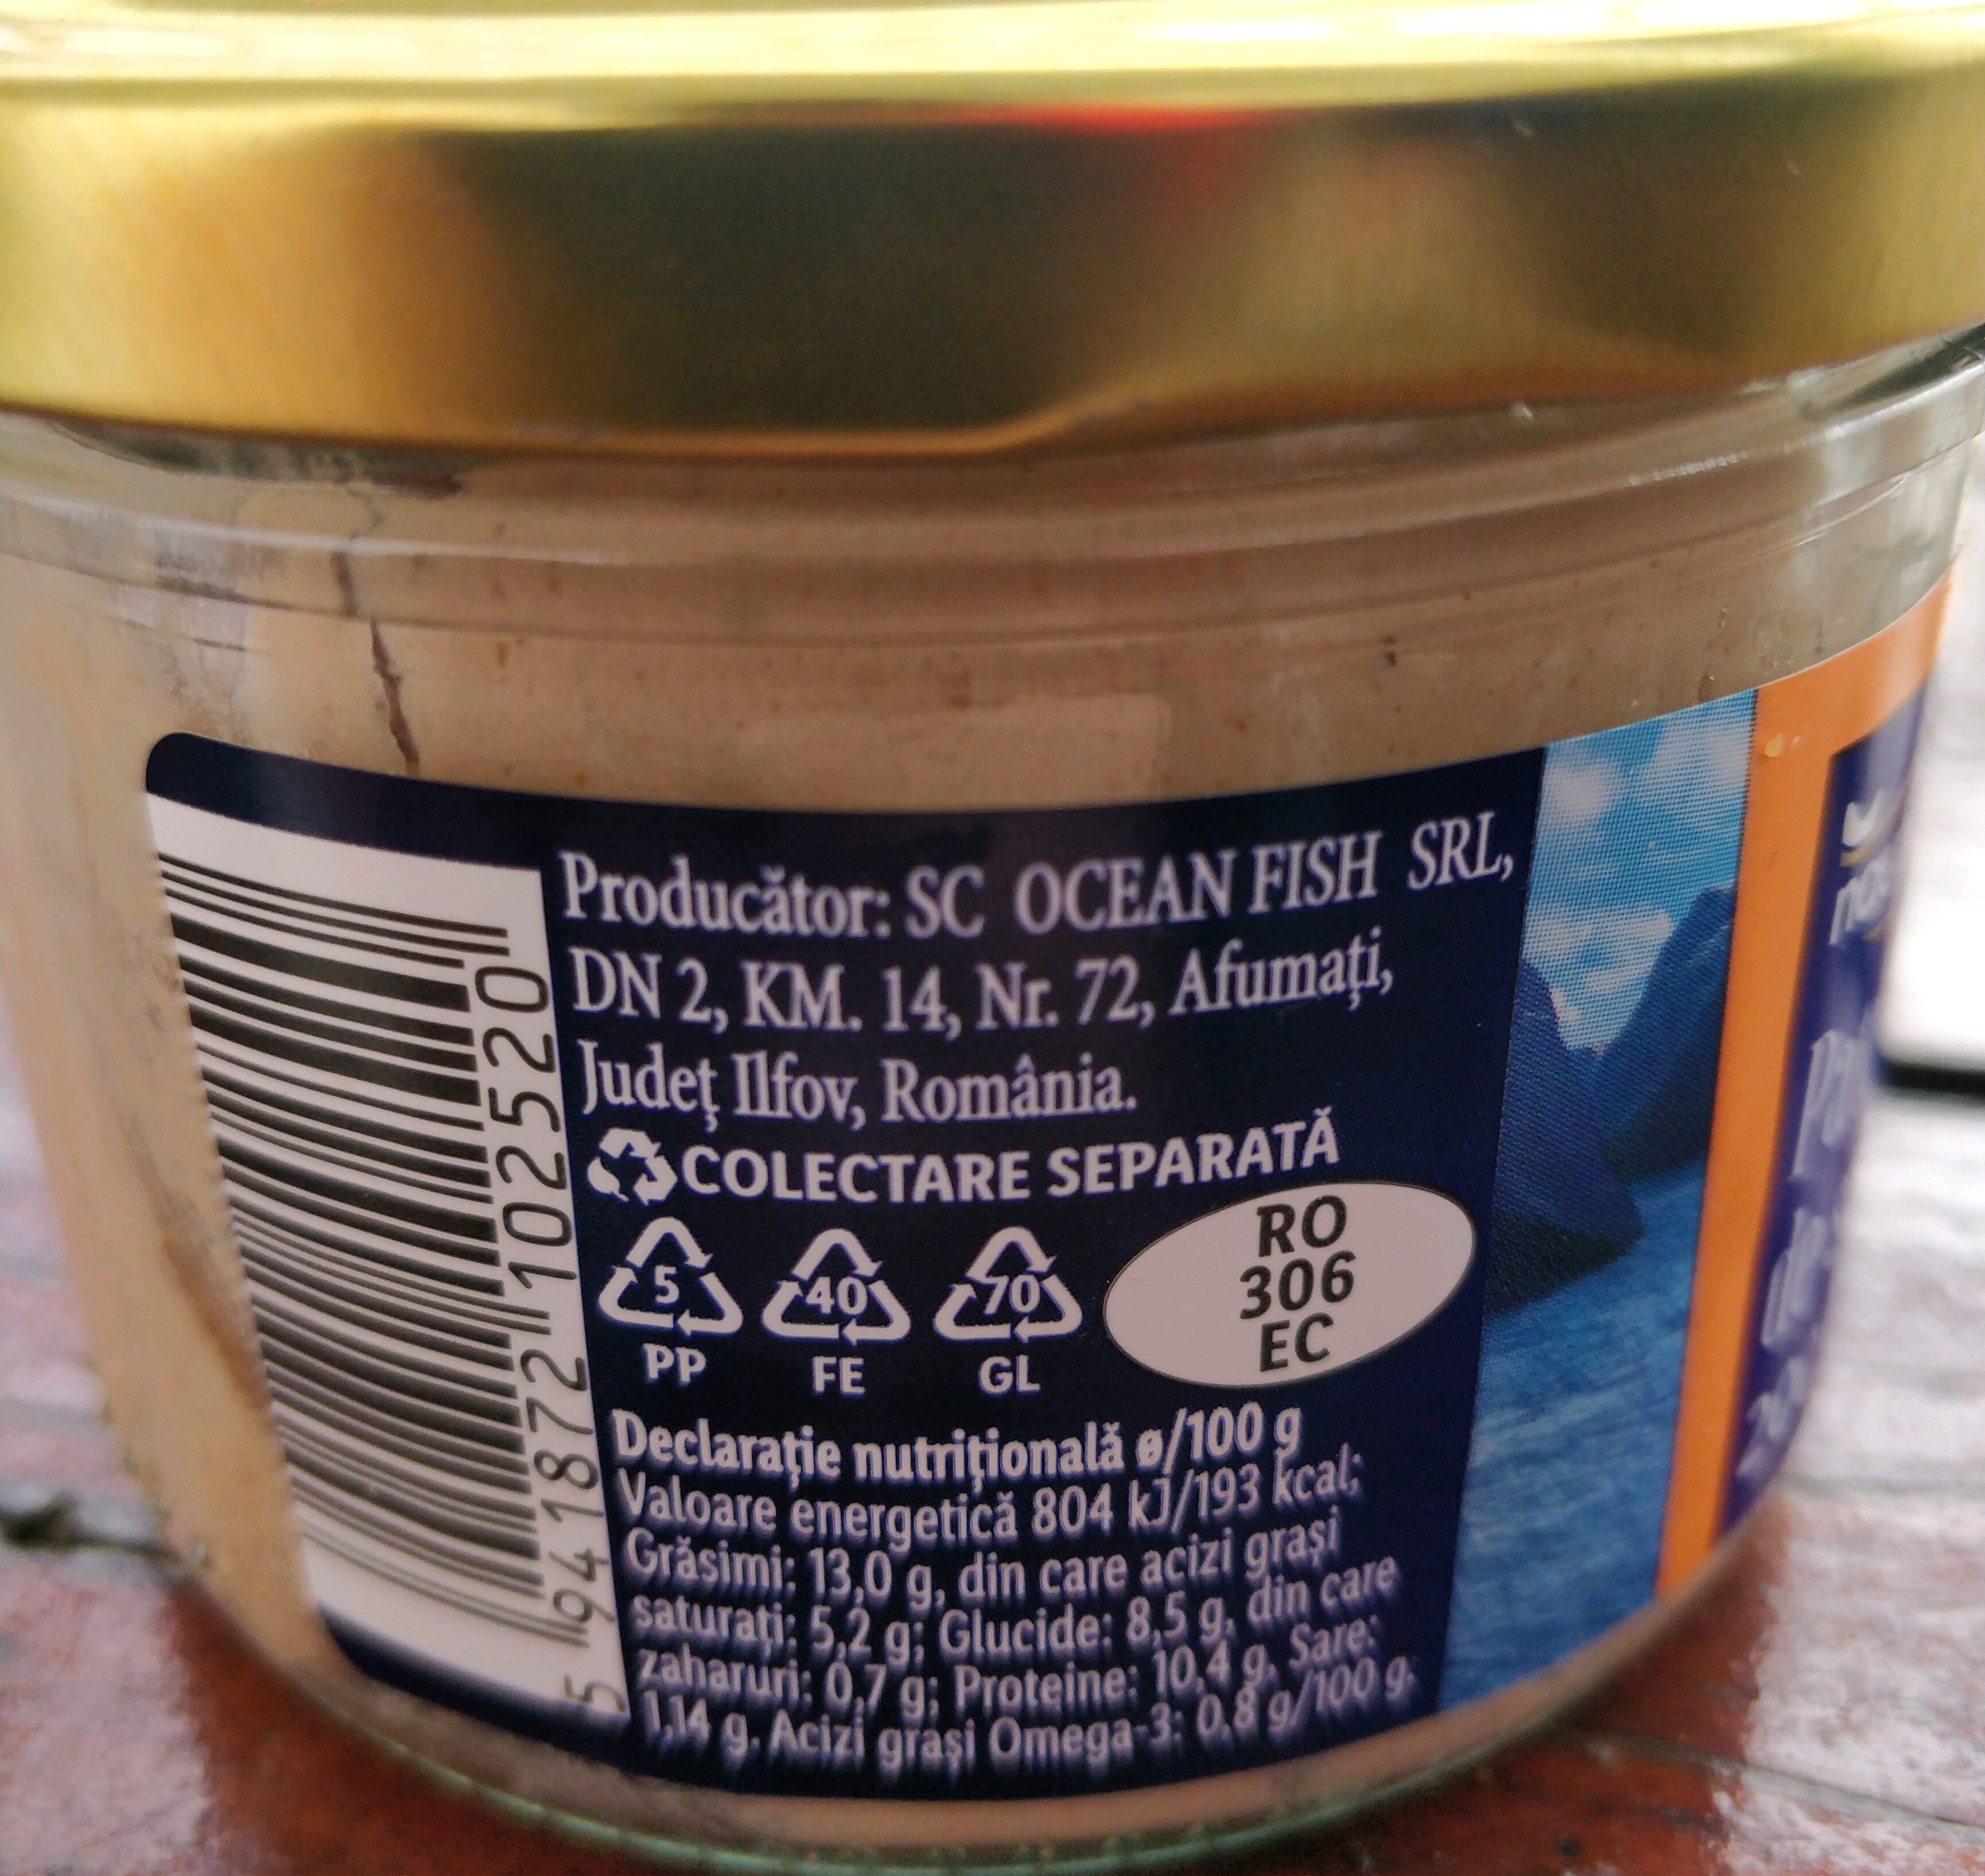 Producător: SC OCEAN FISH SRL,
DN 2, KM. 14, Nr. 72, Afumați,
Județ Ilfov, România.
COLECTARE SEPARATĂ
5
PP
40
FE
70
GL
RO
306
EC
Declarație nutrițională ø/100 g
Valoare energetică 804 kJ/193 kcal;
Grăsimi: 13,0 g, din care acizi grași
saturați: 5,2 g; Glucide: 8,5 g, din care
zaharuri: 0,7 g; Proteine: 10,4 g, Sare:
1,14 g. Acizi grași Omega-3: 0,8 g/100 g.
5 941872 102520